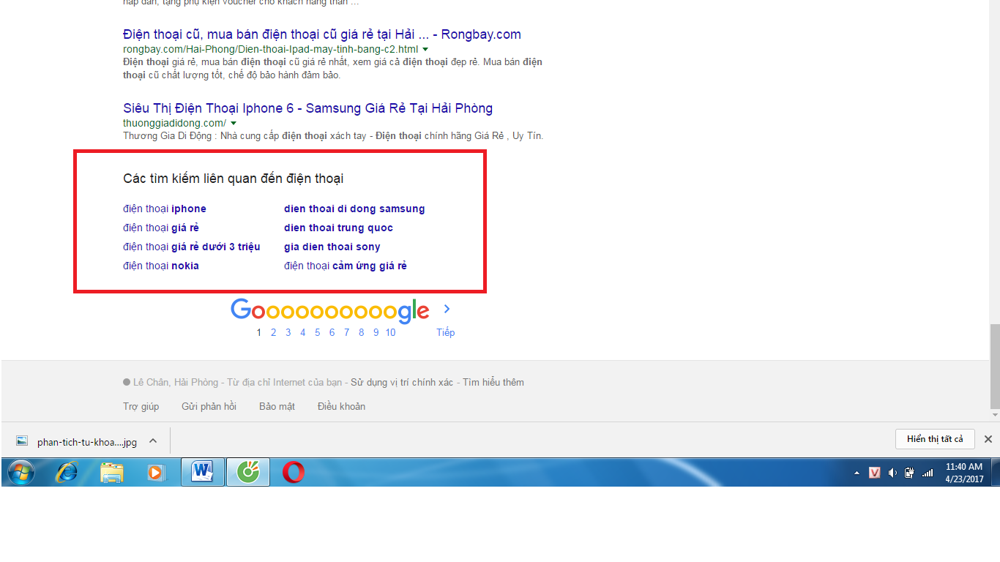 hấp dẫn, tặng phụ kiện voucher cho khách hàng thân ...
Điện thoại cũ, mua bán điện thoại cũ giá rẻ tại Hải ... - Rongbay.com
rongbay.com/Hai-Phong/Dien-thoai-Ipad-may-tinh-bang-c2.html
Điện thoại giá rẻ, mua bán điện thoại cũ giá rẻ nhất, xem giá cả điện thoại đẹp rẻ. Mua bán điện
thoại cũ chất lượng tốt, chế độ bảo hành đảm bảo.
Siêu Thị Điện Thoại Iphone 6 - Samsung Giá Rẻ Tại Hải Phòng
thuonggiadidong.com/
Thương Gia Di Động : Nhà cung cấp điện thoại xách tay - Điện thoại chính hãng Giá Rẻ , Uy Tín.
Các tìm kiếm liên quan đến điện thoại
điện thoại iphone
điện thoại giá rẻ
điện thoại giá rẻ dưới 3 triệu
điện thoại nokia
dien thoai di dong samsung
dien thoai trung quoc
gia dien thoai sony
điện thoại cảm ứng giá rẻ
Goooooooooogle
1 2 3 4 5 6 7 8 9 10 Tiếp
Lê Chân, Hải Phòng - Từ địa chỉ Internet của bạn - Sử dụng vị trí chính xác - Tìm hiểu thêm
Trợ giúp Gửi phản hồi Bảo mật Điều khoản
phan-tich-tu-khoa....jpg
Hiển thị tất cả
11:40 AM
4/23/2017